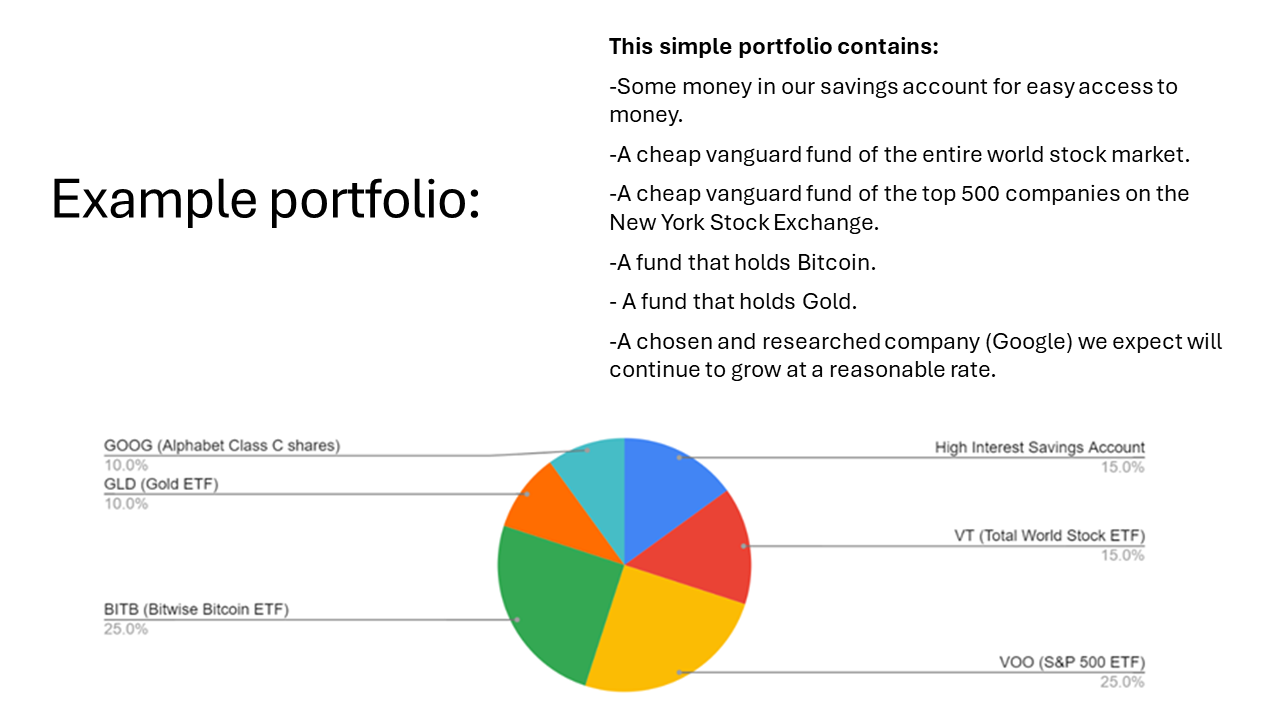 Example portfolio:
This simple portfolio contains:
-Some money in our savings account for easy access to
money.
-A cheap vanguard fund of the entire world stock market.
-A cheap vanguard fund of the top 500 companies on the
New York Stock Exchange.
-A fund that holds Bitcoin.
- A fund that holds Gold.
-A chosen and researched company (Google) we expect will
continue to grow at a reasonable rate.
GOOG (Alphabet Class C shares)
10.0%
GLD (Gold ETF)
10.0%
BITB (Bitwise Bitcoin ETF)
25.0%
High Interest Savings Account
15.0%
VT (Total World Stock ETF)
15.0%
VOO (S&P 500 ETF)
25.0%